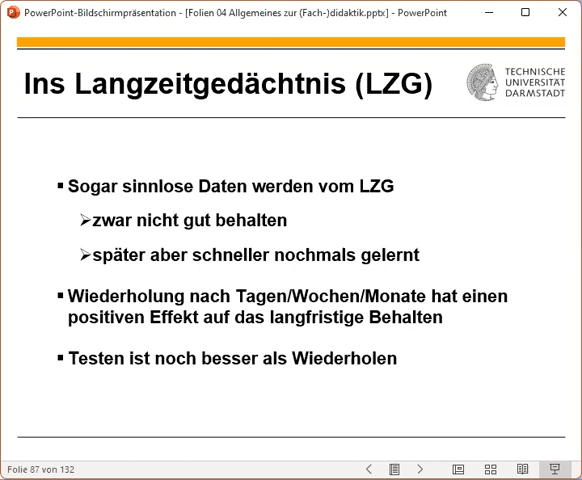 PowerPoint-Bildschirmpräsentation - [Folien 04 Allgemeines zur (Fach-)didaktik.pptx] - PowerPoint
Ins Langzeitgedächtnis (LZG)
TECHNISCHE
UNIVERSITÄT
DARMSTADT
▪ Sogar sinnlose Daten werden vom LZG
➢zwar nicht gut behalten
➢später aber schneller nochmals gelernt
▪ Wiederholung nach Tagen/Wochen/Monate hat einen
positiven Effekt auf das langfristige Behalten
▪ Testen ist noch besser als Wiederholen
Folie 87 von 132